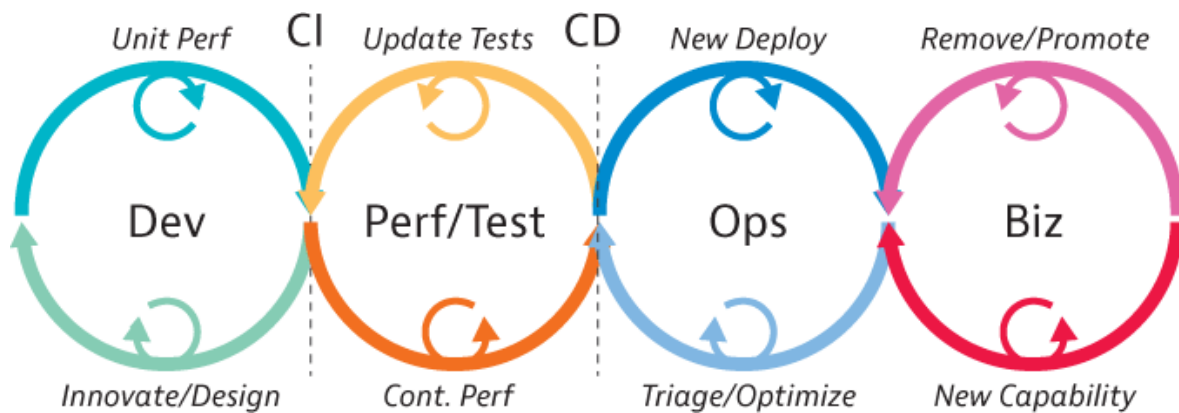 Unit Perf
CI
Update Tests
CD
New Deploy
Remove/Promote
Dev
Perf/Test
Ops
Biz
Innovate/Design
Cont. Perf
Triage/Optimize
New Capability